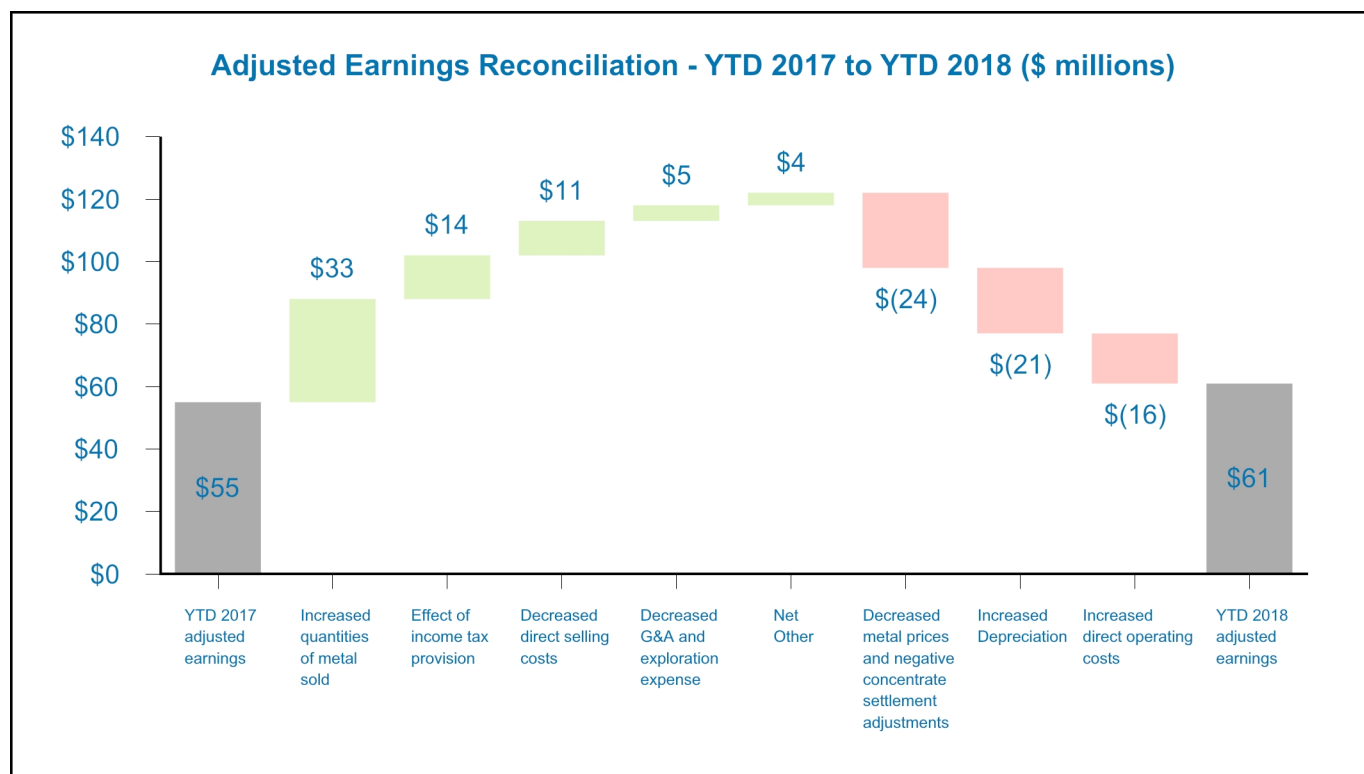 Adjusted Earnings Reconciliation - YTD 2017 to YTD 2018 ($ millions)
$140
$120
$100
$80
$60
$40
$20
$0
$55
$33
$14
$11
$5
$4
$(24)
$(21)
$(16)
$61
YTD 2017
adjusted
earnings
Increased
quantities
of metal
sold
Effect of
income tax
provision
Decreased
direct selling
costs
Decreased
G&A and
exploration
expense
Net
Other
Decreased
metal prices
and negative
concentrate
settlement
adjustments
Increased
Depreciation
Increased
direct operating
costs
YTD 2018
adjusted
earnings